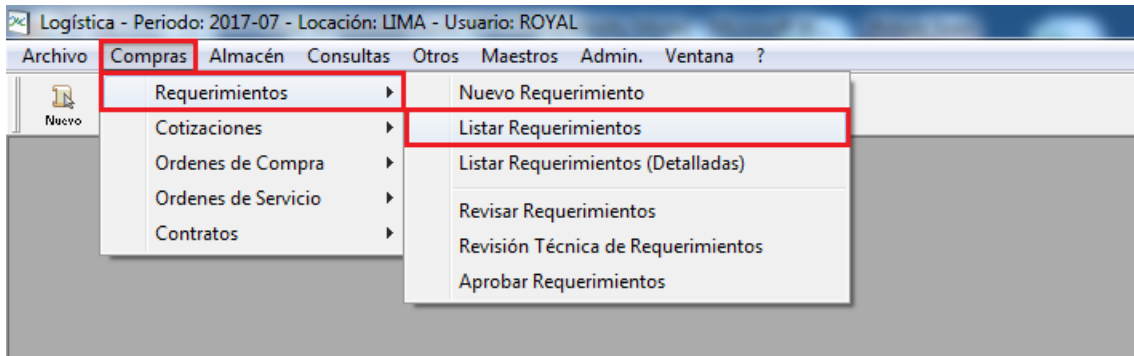 Logística - Periodo: 2017-07 - Locación: LIMA - Usuario: ROYAL
Archivo Compras Almacén Consultas Otros Maestros Admin. Ventana ?
Nuevo
Requerimientos
Cotizaciones
Ordenes de Compra
Ordenes de Servicio
Contratos
Nuevo Requerimiento
Listar Requerimientos
Listar Requerimientos (Detalladas)
Revisar Requerimientos
Revisión Técnica de Requerimientos
Aprobar Requerimientos